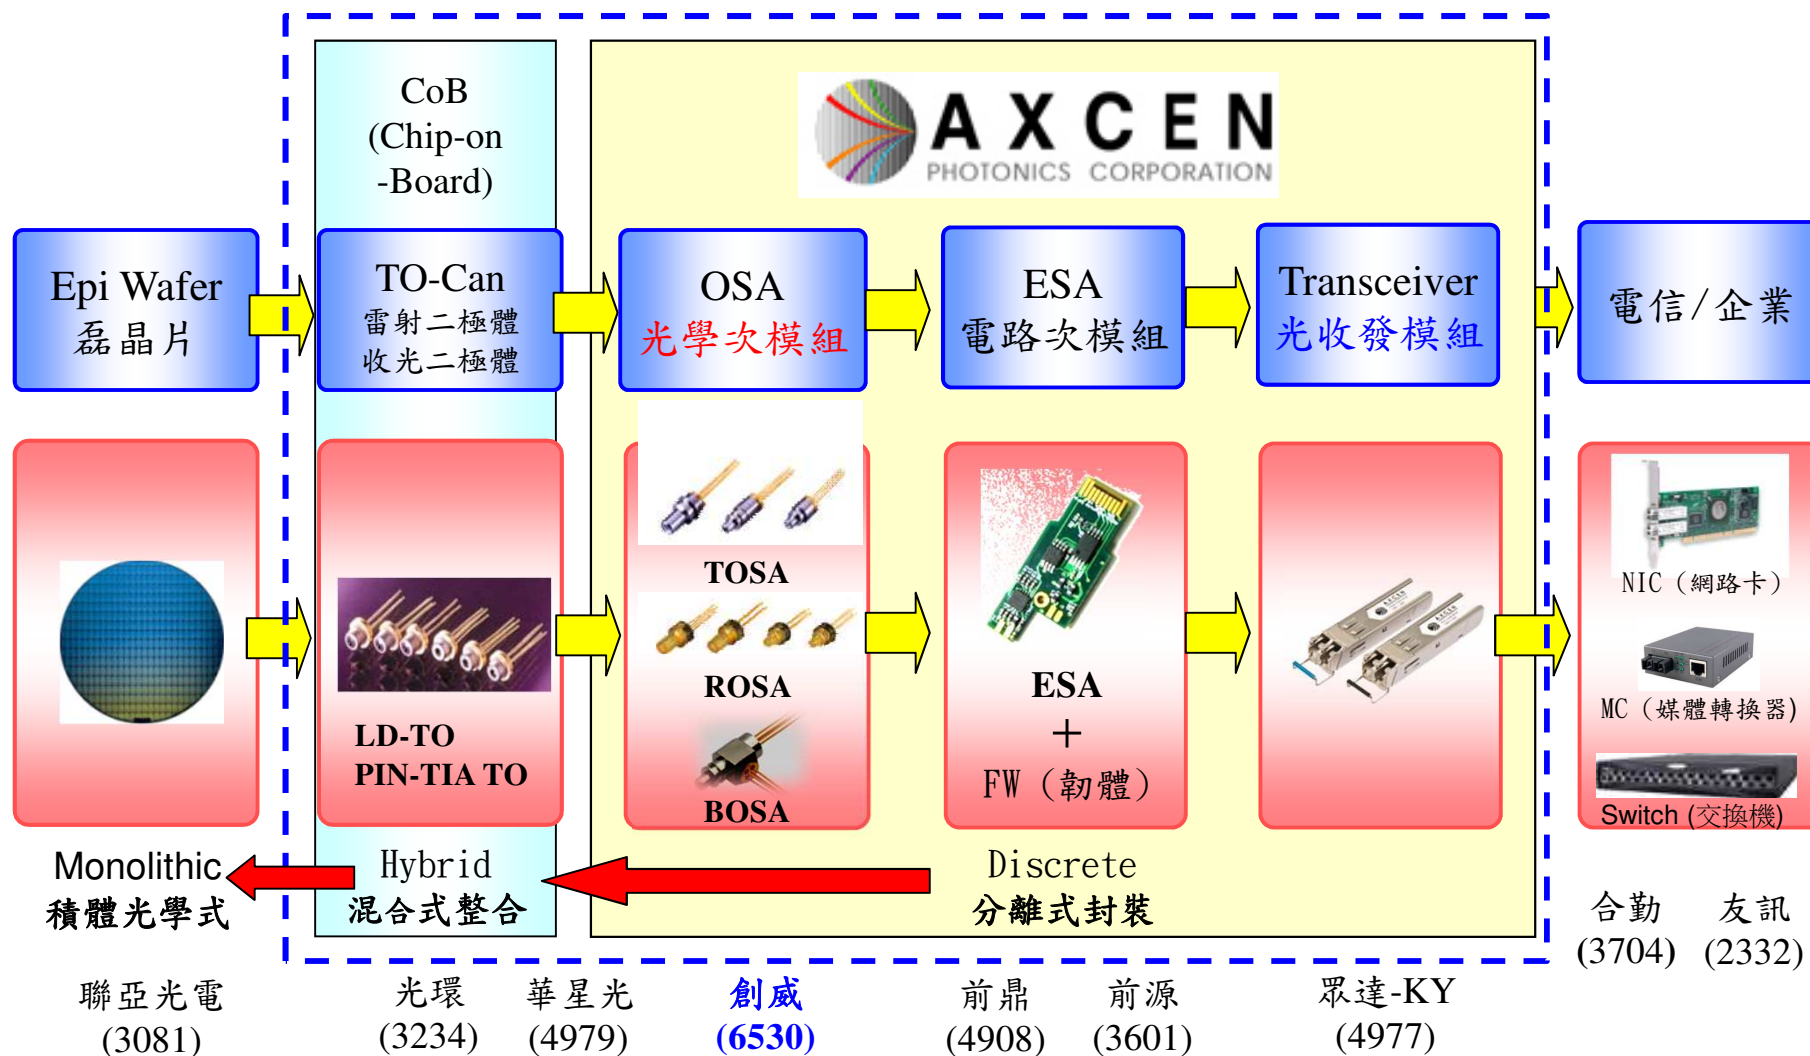 CoB
(Chip-on
-Board)
AXCEN
PHOTONICS CORPORATION
Epi Wafer
磊晶片
TO-Can
雷射二極體
收光二極體
OSA
光學次模組
ESA
電路次模組
Transceiver
光收發模組
電信/企業
LD-TO
PIN-TIA TO
TOSA
ROSA
BOSA
ESA
+
FW (韌體)
AXCEN
AXCEN
NIC (網路卡)
MC (媒體轉換器)
Switch (交換機)
Monolithic
積體光學式
Hybrid
混合式整合
Discrete
分離式封裝
合勤
(3704)
友訊
(2332)
聯亞光電
(3081)
光環
(3234)
華星光
(4979)
創威
(6530)
前鼎
(4908)
前源
(3601)
眾達-KY
(4977)